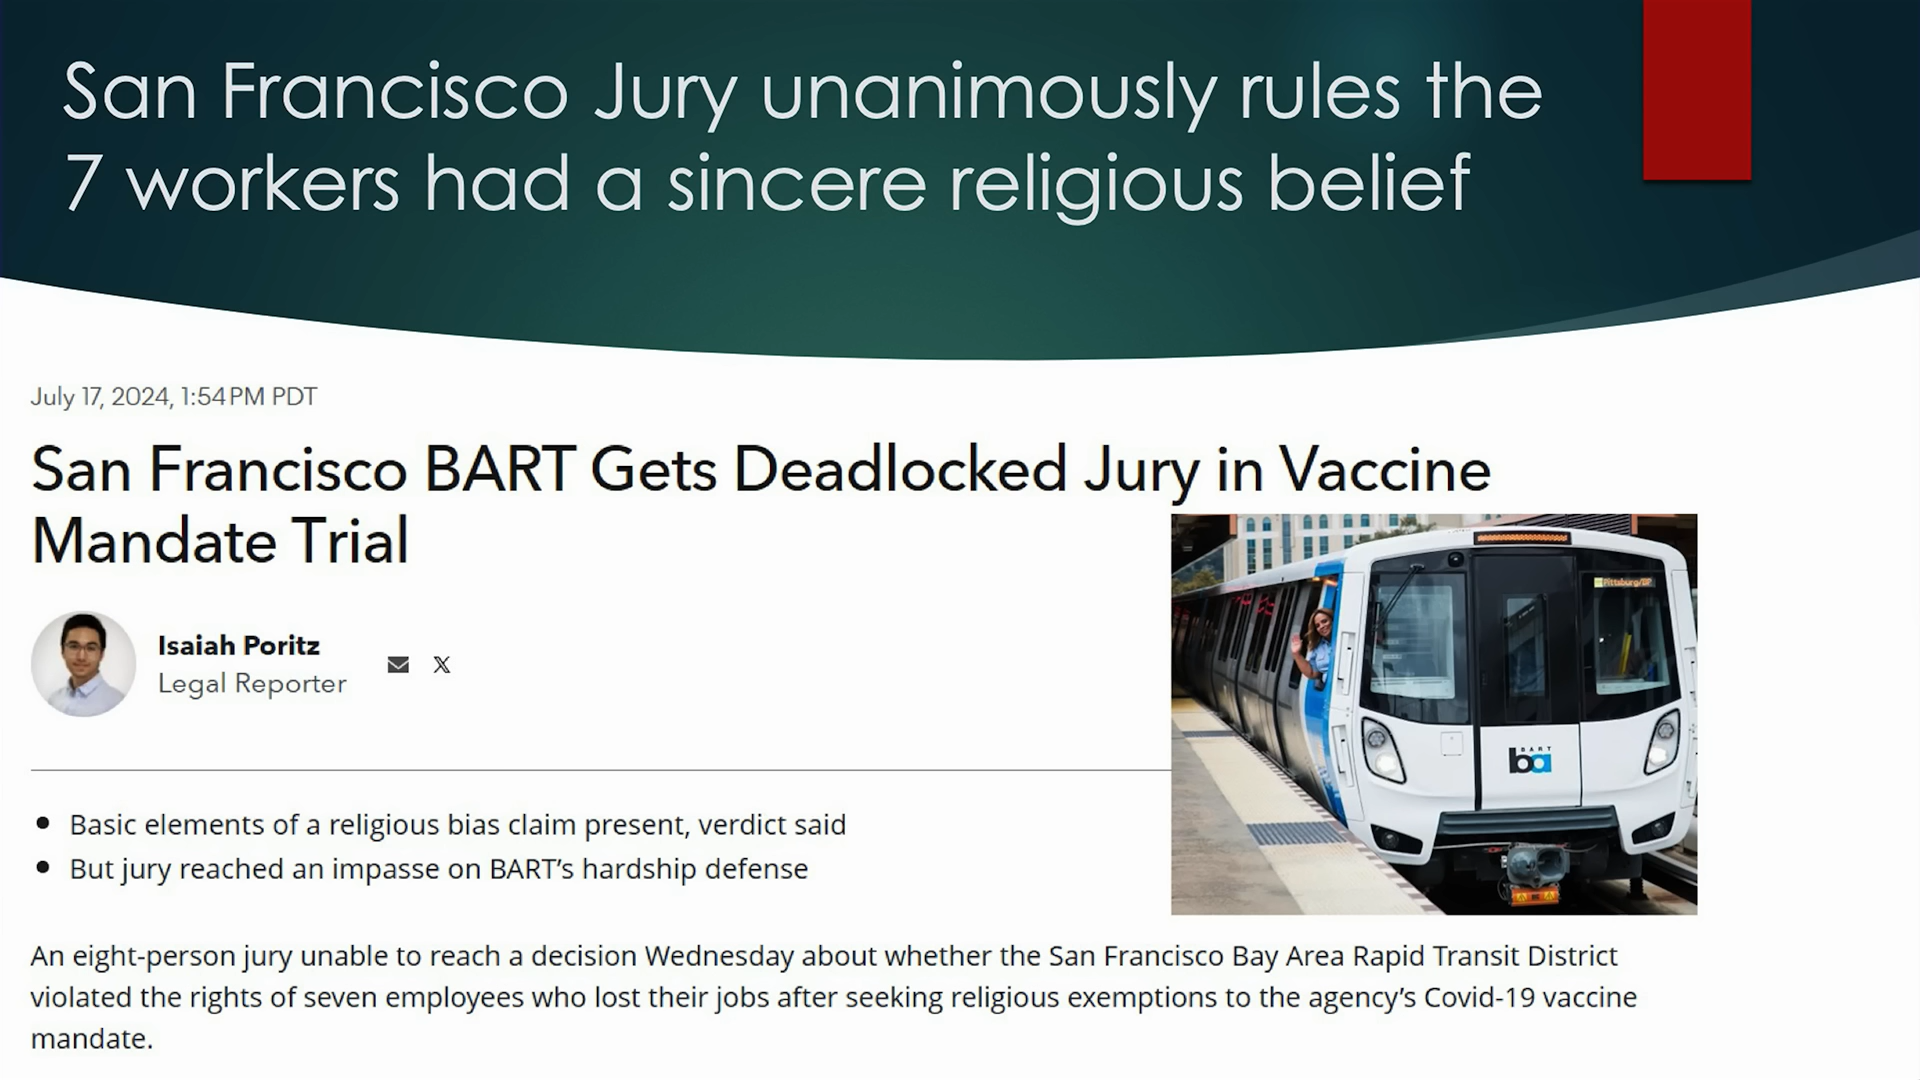 San Francisco Jury unanimously rules the
7 workers had a sincere religious belief
July 17, 2024, 1:54 PM PDT
San Francisco BART Gets Deadlocked Jury in Vaccine
Mandate Trial
Isaiah Poritz
Legal Reporter
Pittsburg/BP
BART
ba
• Basic elements of a religious bias claim present, verdict said
• But jury reached an impasse on BART’s hardship defense
An eight-person jury unable to reach a decision Wednesday about whether the San Francisco Bay Area Rapid Transit District
violated the rights of seven employees who lost their jobs after seeking religious exemptions to the agency’s Covid-19 vaccine
mandate.